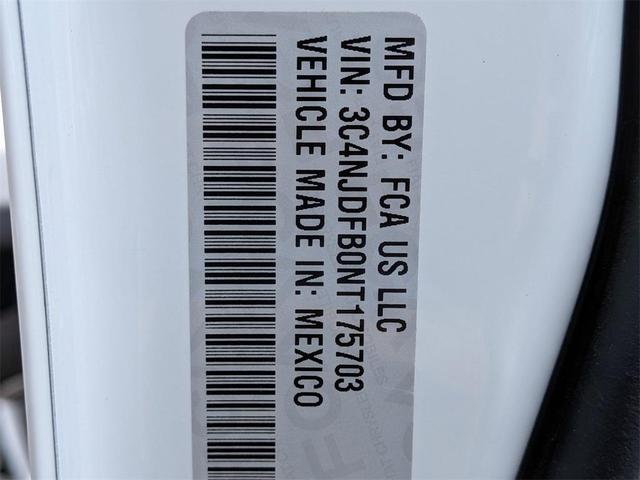 MFD BY: FCA US LLC
VIN: 3C4NJDFB0NT175703
VEHICLE MADE IN: MEXICO